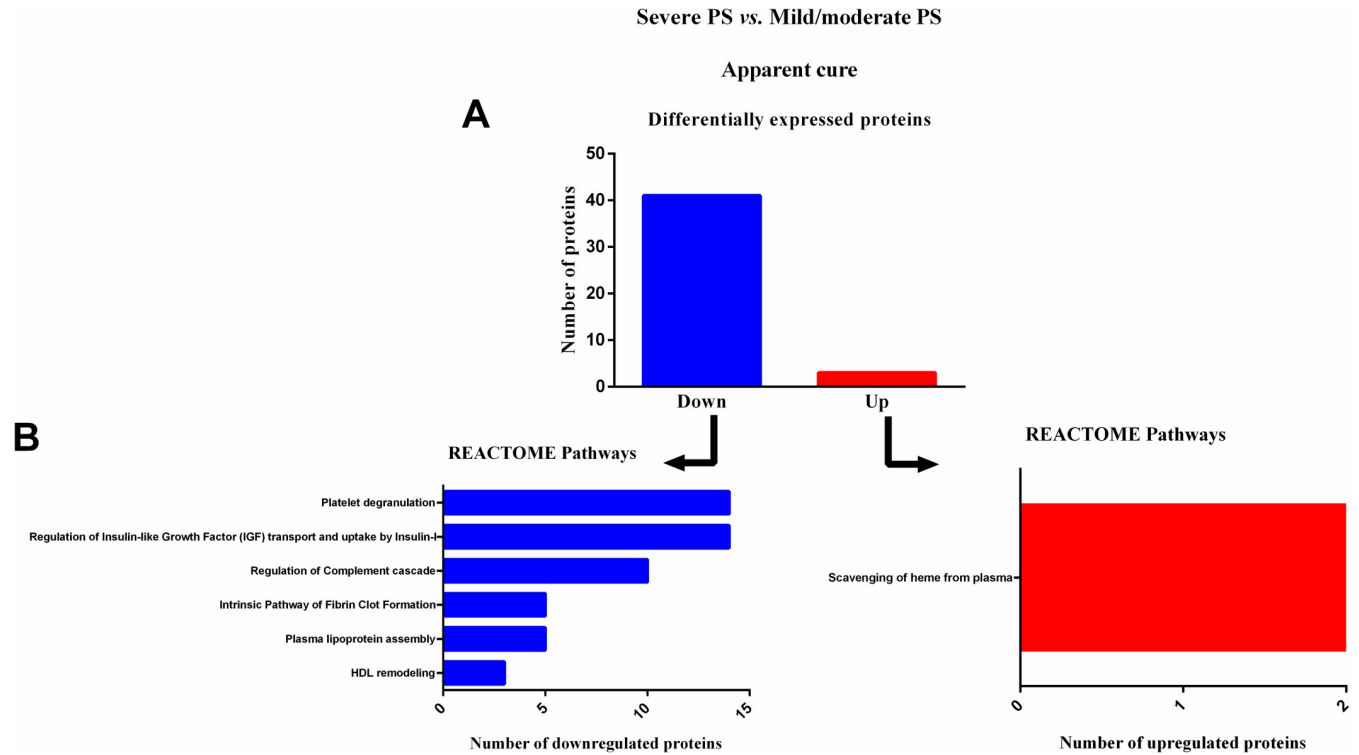 Severe PS vs. Mild/moderate PS
Apparent cure
A
Differentially expressed proteins
Number of proteins
50
40
30
20
10
0
Down
Up
B
REACTOME Pathways
Platelet degranulation
Regulation of Insulin-like Growth Factor (IGF) transport and uptake by Insulin-l
Regulation of Complement cascade
Intrinsic Pathway of Fibrin Clot Formation
Plasma lipoprotein assembly
HDL remodeling
0
5
10
15
Number of downregulated proteins
REACTOME Pathways
Scavenging of heme from plasma
0
1
2
Number of upregulated proteins